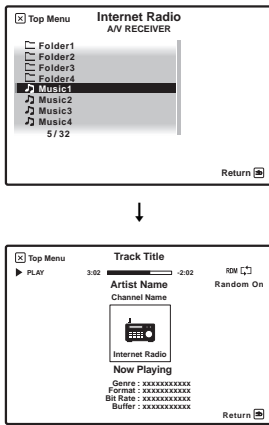 Top Menu Internet Radio
A/V RECEIVER
Folder1
Folder2
Folder3
Folder4
Music1
Music2
Music3
Music4
5 / 32
Return
Top Menu Track Title
PLAY 3:02 -2:02 RDM
Artist Name Random On
Channel Name
Internet Radio
Now Playing
Genre : xxxxxxxxxxx
Format : xxxxxxxxxxx
Bit Rate : xxxxxxxxxxx
Buffer : xxxxxxxxxxx
Return